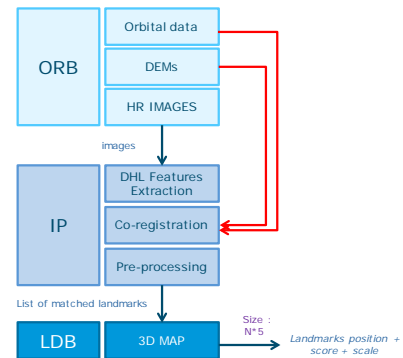 Orbital data
ORB
DEMs
HR IMAGES
images
DHL Features
Extraction
IP
Co-registration
Pre-processing
List of matched landmarks
Size :
N*5
LDB
3D MAP
Landmarks position +
score + scale